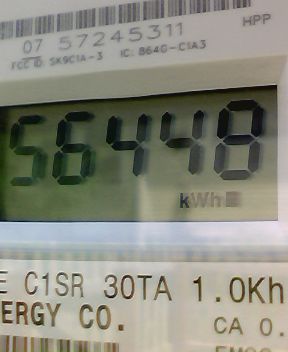 07 57245311
HPP
FCC ID: SK9C1A-3 IC: 864G-C1A3
56448
kWh
E C1SR 30TA 1.0Kh
ERGY CO.
CA 0.